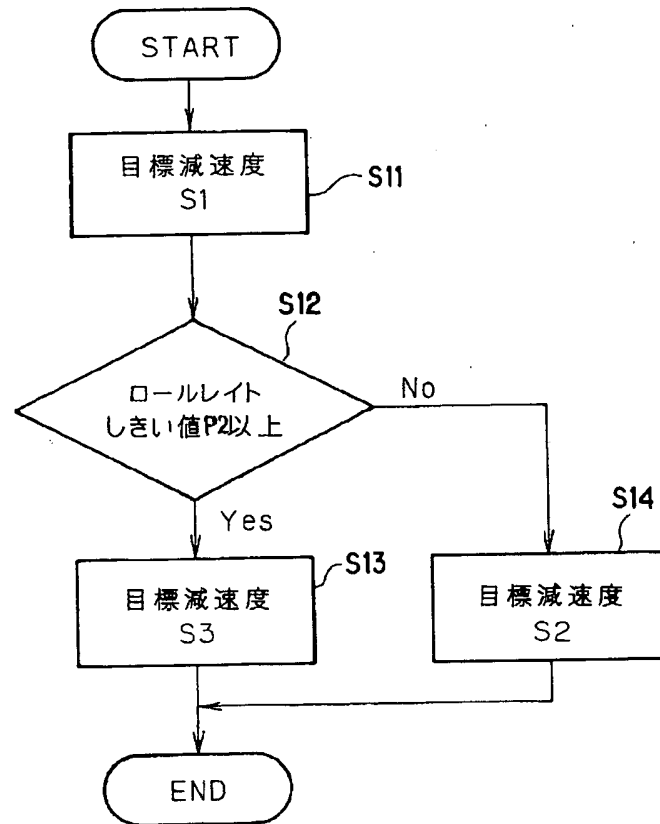 START
目標減速度
S1
S11
S12
ロールレイト
しきい値P2以上
No
Yes
S14
S13
目標減速度
S3
目標減速度
S2
END